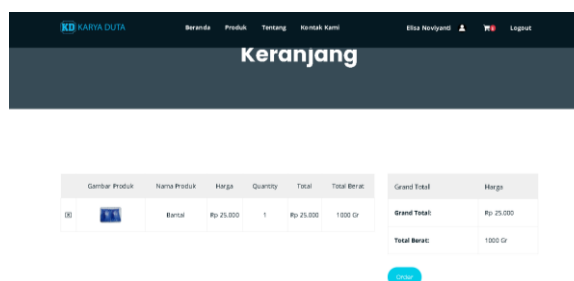 KD KARYA DUTA Beranda Produk Tentang Kontak Kami Elisa Noviyanti Logout
Keranjang
Gambar Produk Nama Produk Harga Quantity Total Total Berat
Bantal Rp 25.000 1 Rp 25.000 1000 Gr
Grand Total Harga
Grand Total: Rp 25.000
Total Berat: 1000 Gr
Order